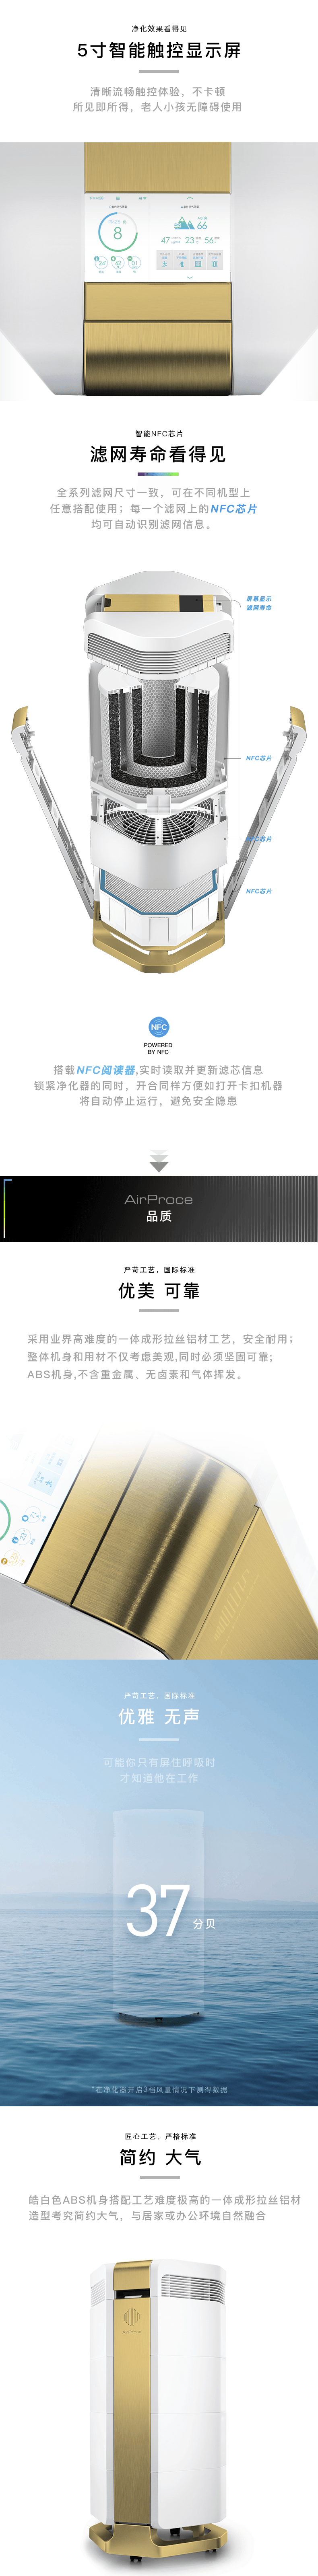 净化效果看得见
5寸智能触控显示屏
清晰流畅触控体验，不卡顿
所见即所得，老人小孩无障碍使用
8
66
47
23
56
24
62
0.1
智能NFC芯片
滤网寿命看得见
全系列滤网尺寸一致，可在不同机型上
任意搭配使用；每一个滤网上的NFC芯片
均可自动识别滤网信息。
屏幕显示
滤网寿命
NFC芯片
NFC芯片
NFC芯片
NFC
POWERED
BY NFC
搭载NFC阅读器,实时读取并更新滤芯信息
锁紧净化器的同时，开合同样方便如打开卡扣机器
将自动停止运行，避免安全隐患
AirProce
品质
严苛工艺．国际标准
优美 可靠
采用业界高难度的一体成形拉丝铝材工艺，安全耐用；
整体机身和用材不仅考虑美观,同时必须坚固可靠;
ABS机身,不含重金属、无卤素和气体挥发。
严苛工艺．国际标准
优雅 无声
可能你只有屏住呼吸时
才知道他在工作
37 分贝
*在净化器开启3档风量情况下测得数据
匠心工艺．严格标准
简约 大气
皓白色ABS机身搭配工艺难度极高的一体成形拉丝铝材
造型考究简约大气，与居家或办公环境自然融合
AirProce